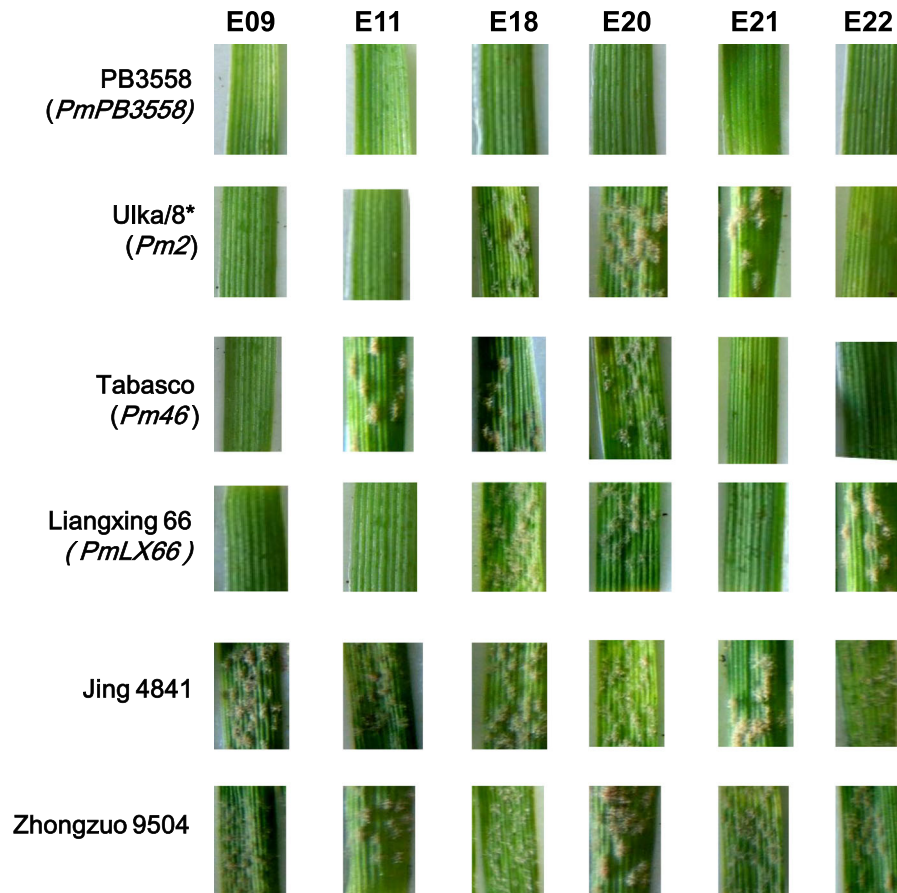 E09 E11 E18 E20 E21 E22
PB3558
(PmPB3558)
Ulka/8*
(Pm2)
Tabasco
(Pm46)
Liangxing 66
(PmLX66)
Jing 4841
Zhongzuo 9504